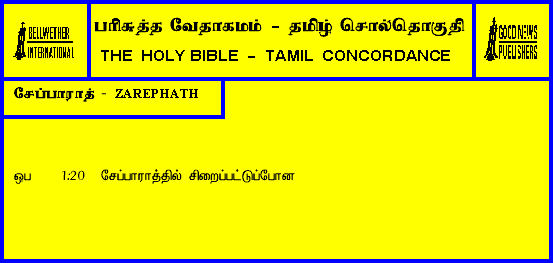 BELLWETHER
INTERNATIONAL
பரிசுத்த வேதாகமம் - தமிழ் சொல்தொகுதி
THE HOLY BIBLE - TAMIL CONCORDANCE
GOOD NEWS
PUBLISHERS
சேப்பாராத் - ZAREPHATH
ஒப 1:20 சேப்பாராத்தில் சிறைப்பட்டுப்போன